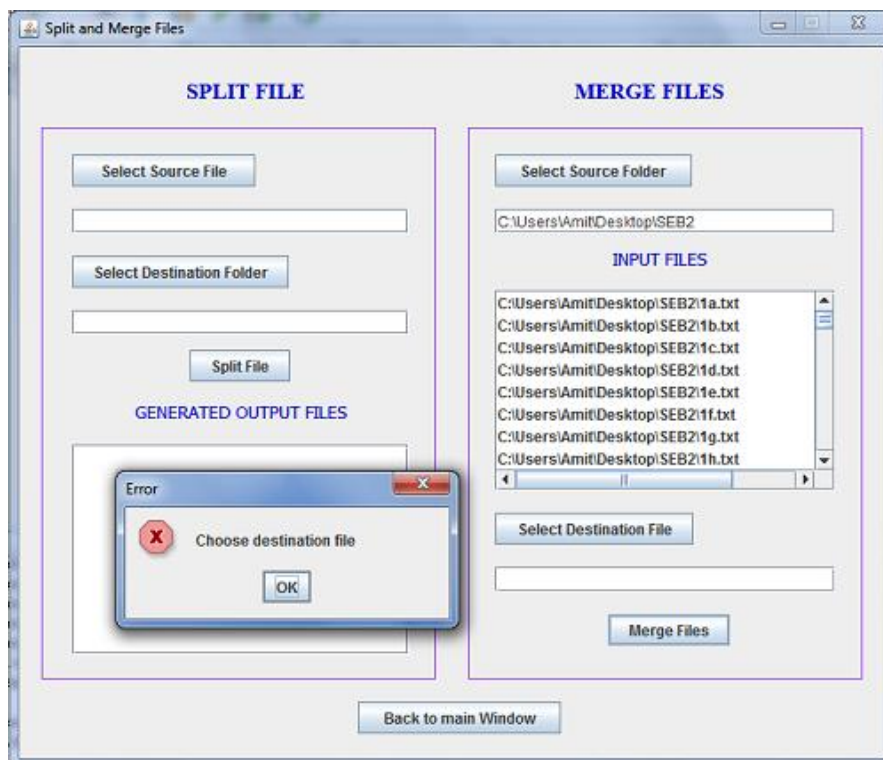 Split and Merge Files
SPLIT FILE
Select Source File
Select Destination Folder
Split File
GENERATED OUTPUT FILES
MERGE FILES
Select Source Folder
C:\Users\Amit\Desktop\SEB2
INPUT FILES
C:\Users\Amit\Desktop\SEB2\1a.txt
C:\Users\Amit\Desktop\SEB2\1b.txt
C:\Users\Amit\Desktop\SEB2\1c.txt
C:\Users\Amit\Desktop\SEB2\1d.txt
C:\Users\Amit\Desktop\SEB2\1e.txt
C:\Users\Amit\Desktop\SEB2\1f.txt
C:\Users\Amit\Desktop\SEB2\1g.txt
C:\Users\Amit\Desktop\SEB2\1h.txt
Select Destination File
Merge Files
Error
Choose destination file
OK
Back to main Window